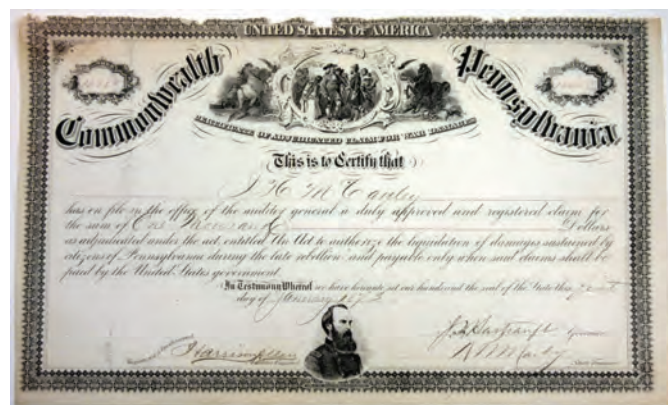 UNITED STATES OF AMERICA
Commonwealth Pennsylvania.
CERTIFICATE OF ADJUDICATED CLAIM FOR WAR DAMAGES
This is to Certify that
has on file in the office of the auditor general a duly approved and registered claim for
the sum of One Thousand Dollars
as adjudicated under the act, entitled An Act to authorize the liquidation of damages sustained by
citizens of Pennsylvania during the late rebellion and payable only when said claims shall be
paid by the United States government.
In Testimony Whereof we have hereunto set our hands and the seal of the State this
day of January